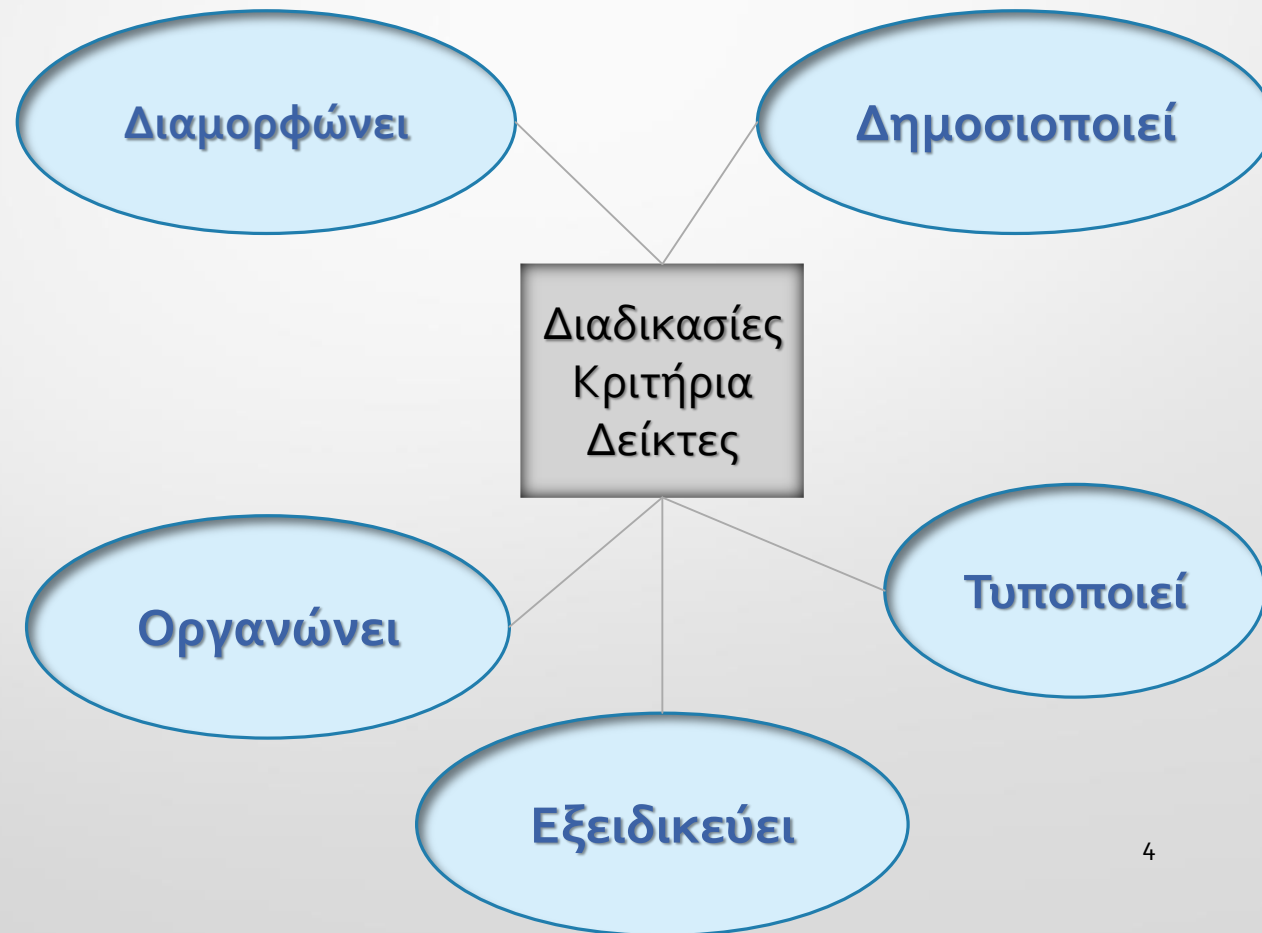 Διαμορφώνει
Δημοσιοποιεί
Διαδικασίες
Κριτήρια
Δείκτες
Οργανώνει
Τυποποιεί
Εξειδικεύει
4